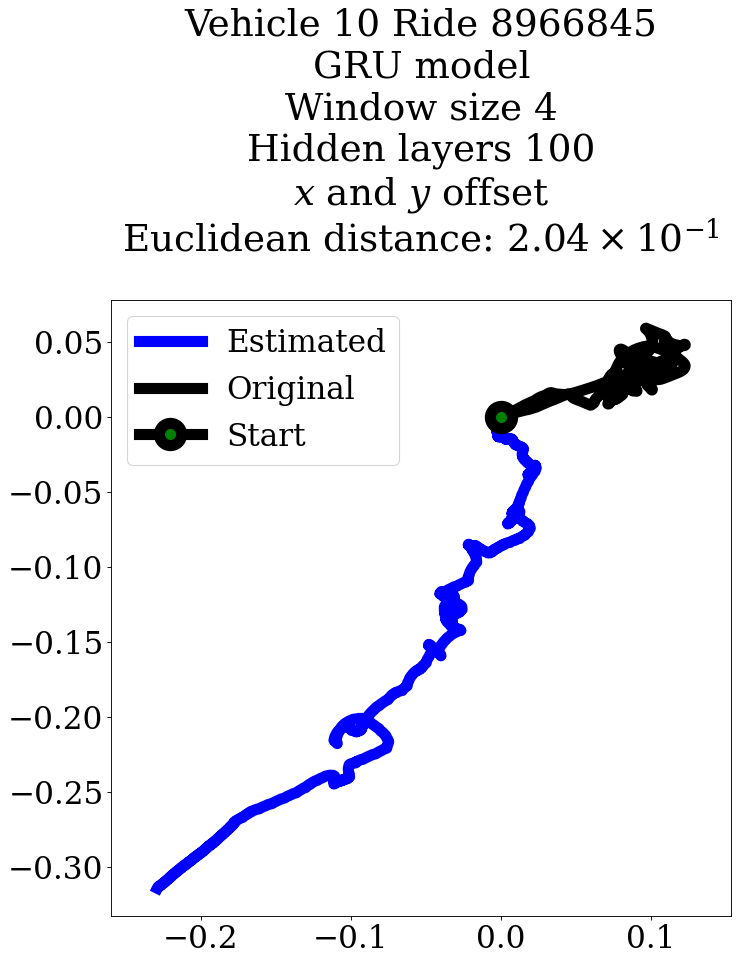 Vehicle 10 Ride 8966845
GRU model
Window size 4
Hidden layers 100
x and y offset
Euclidean distance: 2.04 × 10⁻¹
Estimated
Original
Start
0.05
0.00
−0.05
−0.10
−0.15
−0.20
−0.25
−0.30
−0.2 −0.1 0.0 0.1